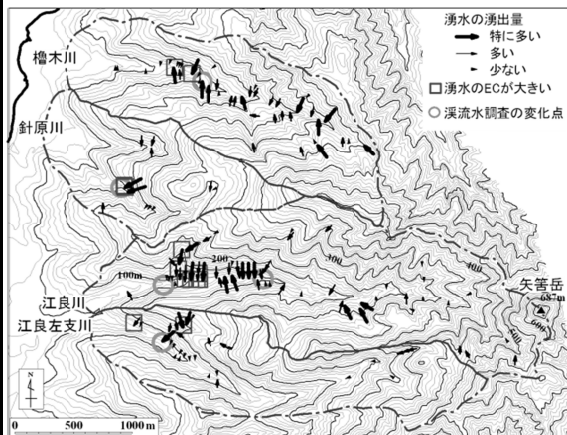 湧水の湧出量
特に多い
多い
少ない
湧水のECが大きい
渓流水調査の変化点
櫓木川
針原川
江良川
江良左支川
矢筈岳
687m
100m
200
300
400
500
600
N
0 500 1000 m